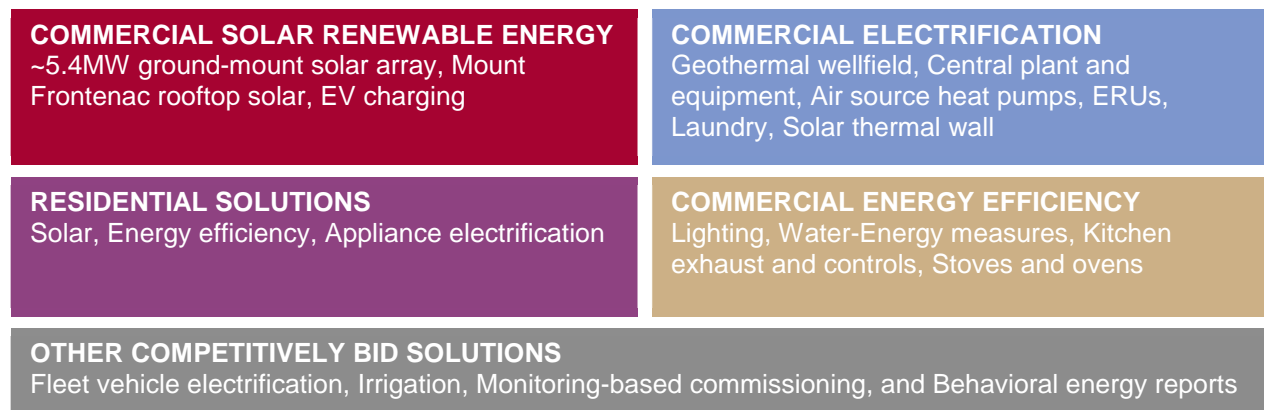 COMMERCIAL SOLAR RENEWABLE ENERGY
~5.4MW ground-mount solar array, Mount
Frontenac rooftop solar, EV charging
COMMERCIAL ELECTRIFICATION
Geothermal wellfield, Central plant and
equipment, Air source heat pumps, ERUs,
Laundry, Solar thermal wall
RESIDENTIAL SOLUTIONS
Solar, Energy efficiency, Appliance electrification
COMMERCIAL ENERGY EFFICIENCY
Lighting, Water-Energy measures, Kitchen
exhaust and controls, Stoves and ovens
OTHER COMPETITIVELY BID SOLUTIONS
Fleet vehicle electrification, Irrigation, Monitoring-based commissioning, and Behavioral energy reports